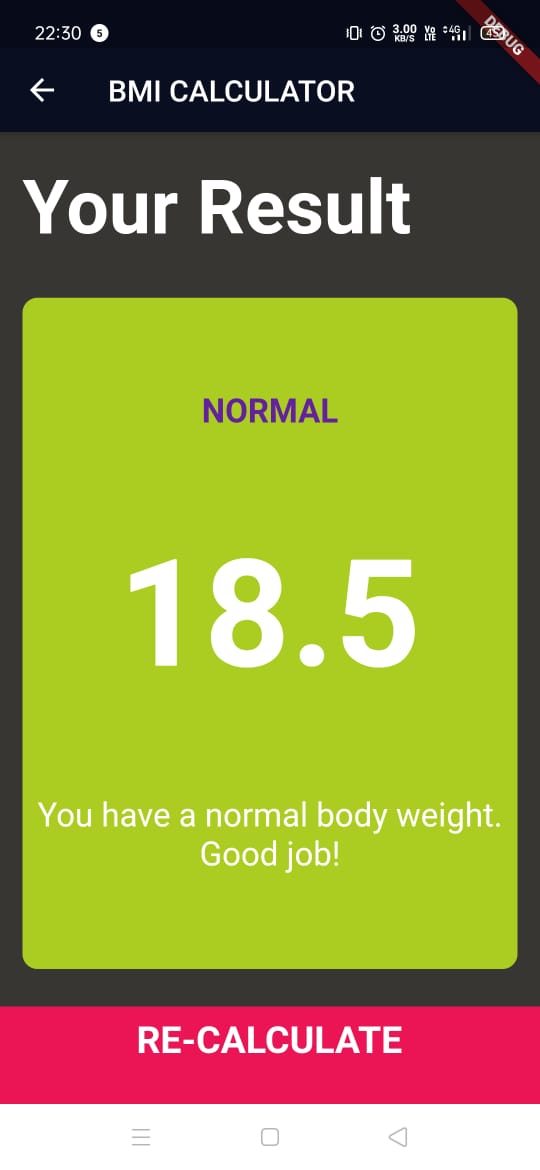 22:30 5 3.00 KB/S Vo LTE 4G 45
DEBUG
BMI CALCULATOR
Your Result
NORMAL
18.5
You have a normal body weight.
Good job!
RE-CALCULATE